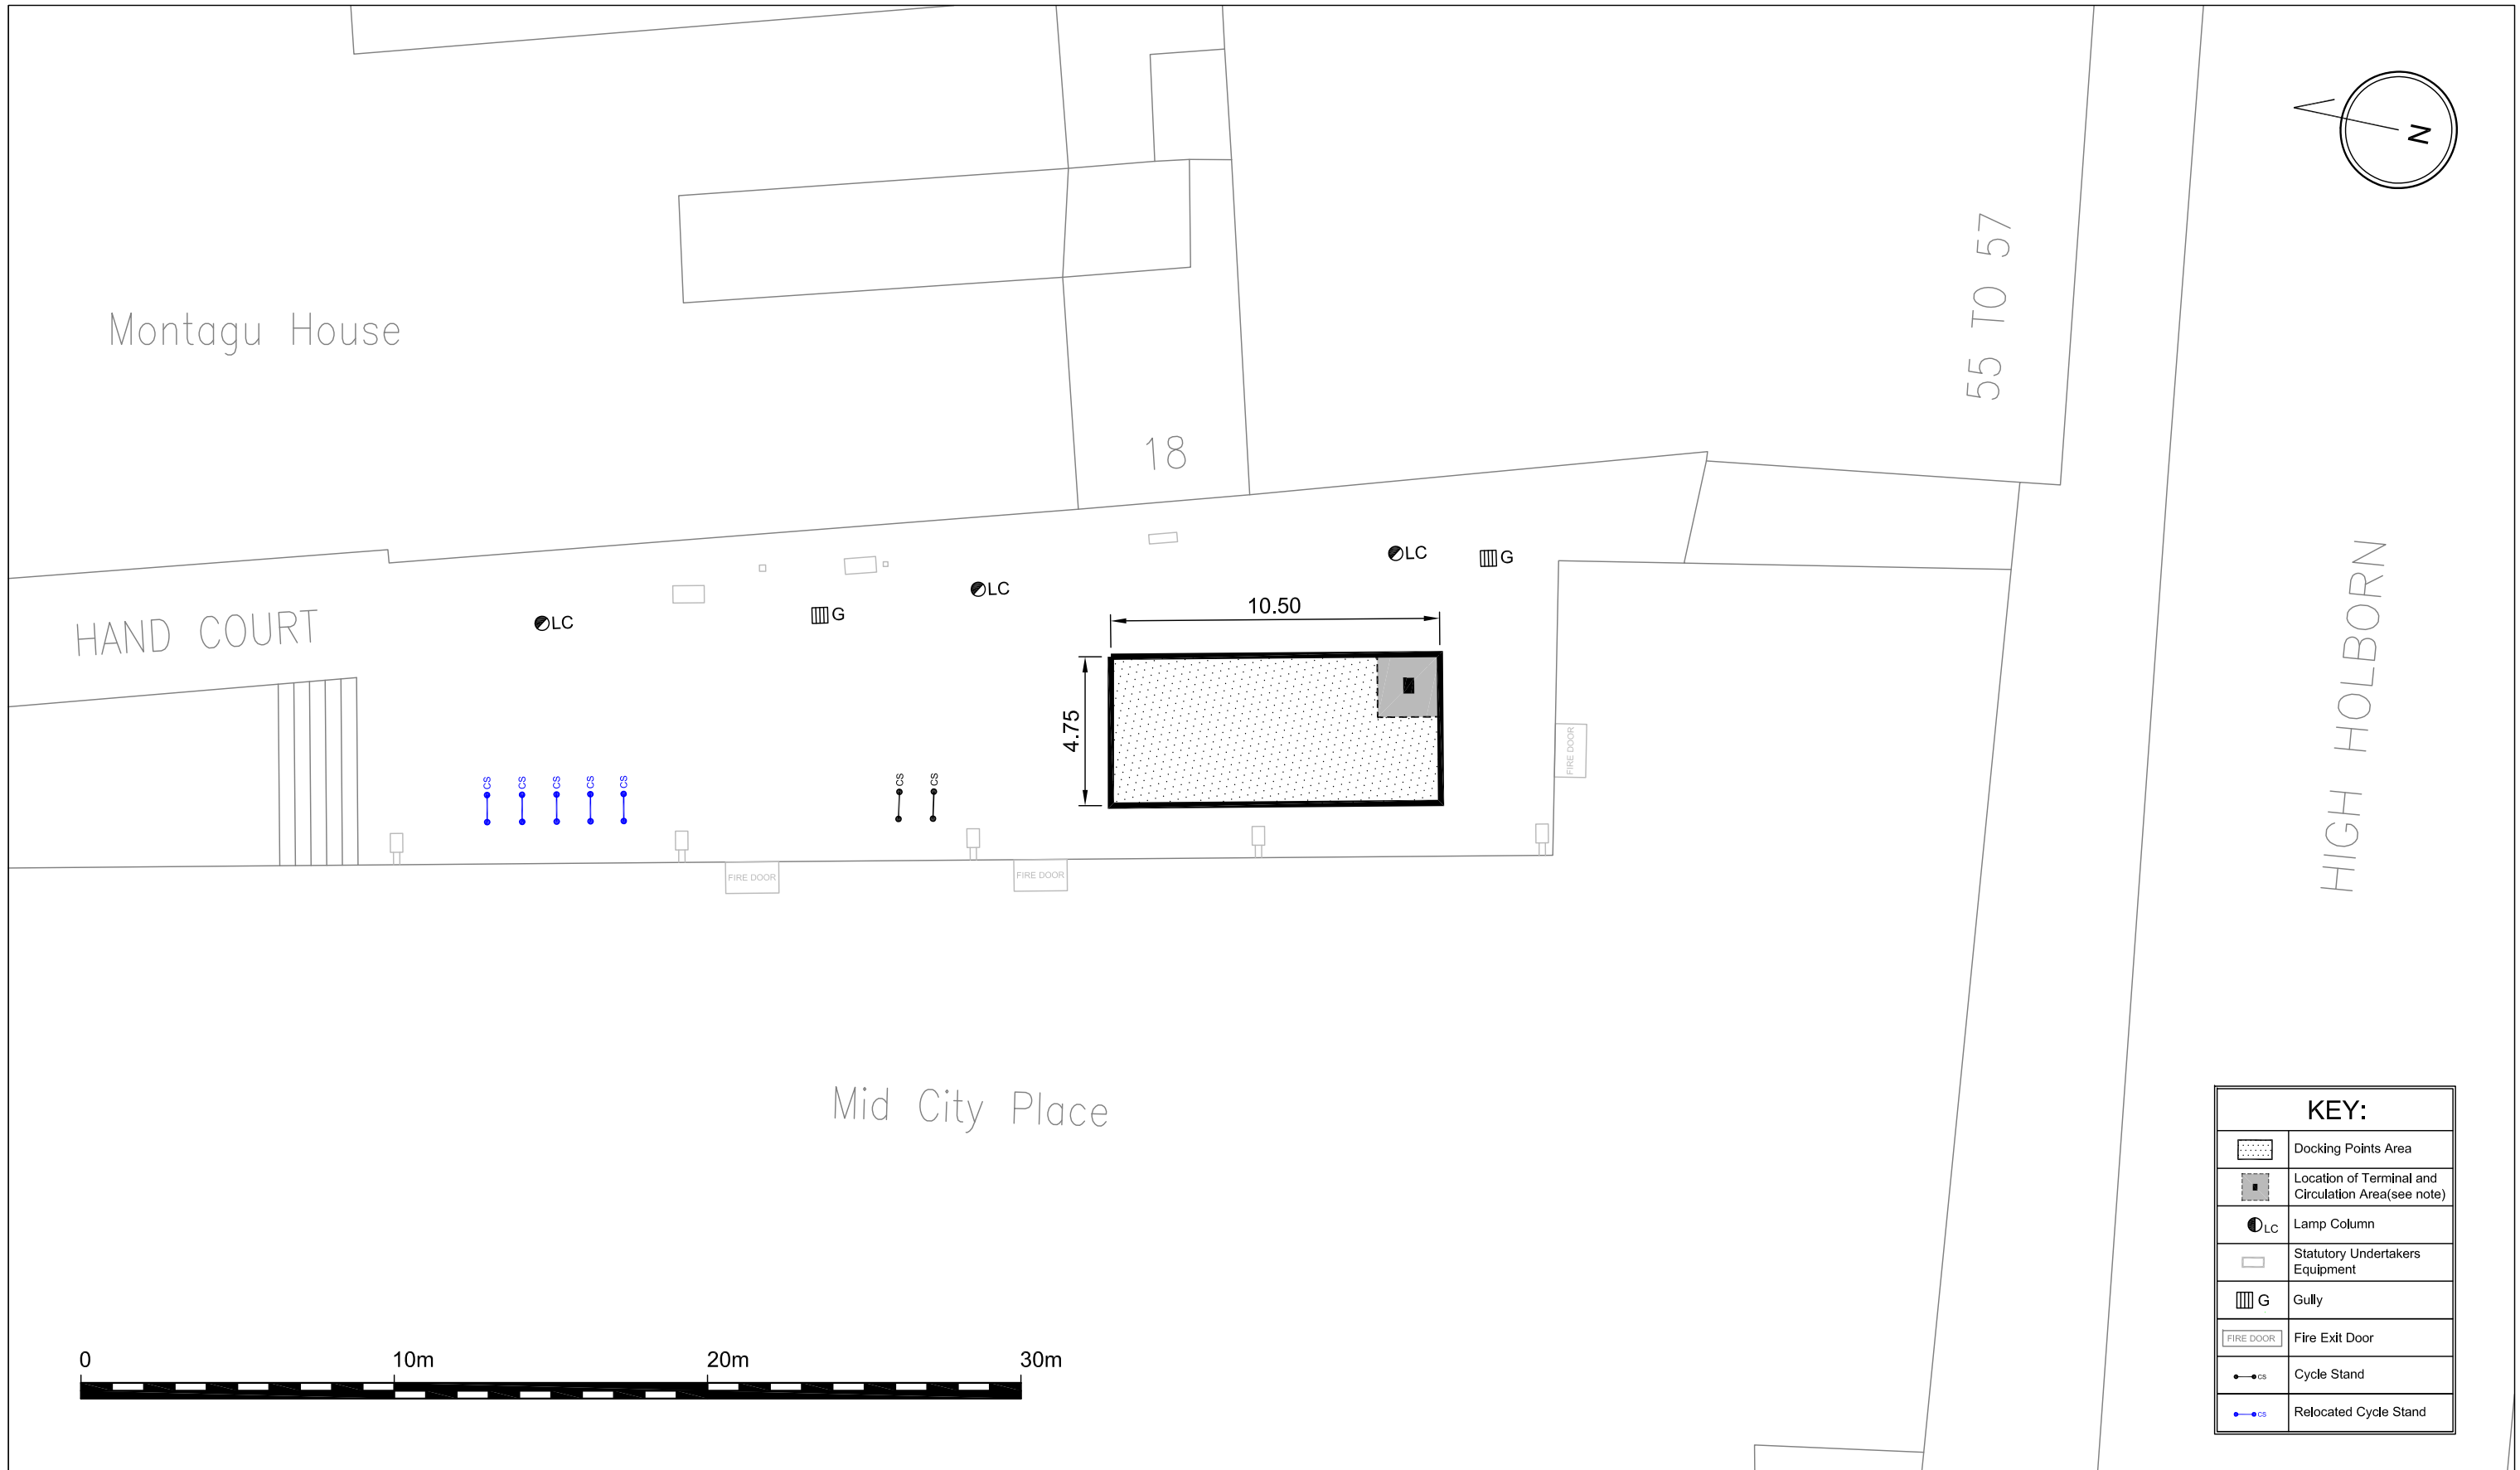 N
55 TO 57
Montagu House
18
HIGH HOLBORN
LC
G
LC
G
LC
HAND COURT
10.50
4.75
CS
CS
CS
CS
CS
CS
CS
FIRE DOOR
FIRE DOOR
FIRE DOOR
Mid City Place
KEY:
Docking Points Area
Location of Terminal and
Circulation Area(see note)
LC Lamp Column
Statutory Undertakers
Equipment
G Gully
FIRE DOOR Fire Exit Door
CS Cycle Stand
CS Relocated Cycle Stand
0 10m 20m 30m